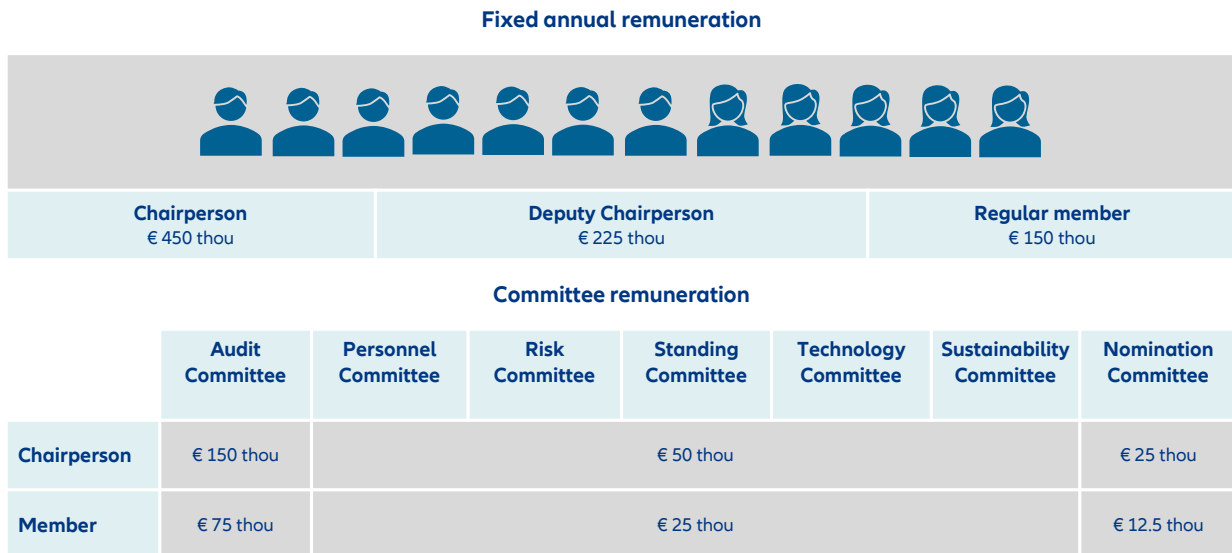 Fixed annual remuneration
Chairperson
€ 450 thou
Deputy Chairperson
€ 225 thou
Regular member
€ 150 thou
Committee remuneration
Audit
Committee
Personnel
Committee
Risk
Committee
Standing
Committee
Technology
Committee
Sustainability
Committee
Nomination
Committee
Chairperson
€ 150 thou
€ 50 thou
€ 25 thou
Member
€ 75 thou
€ 25 thou
€ 12.5 thou